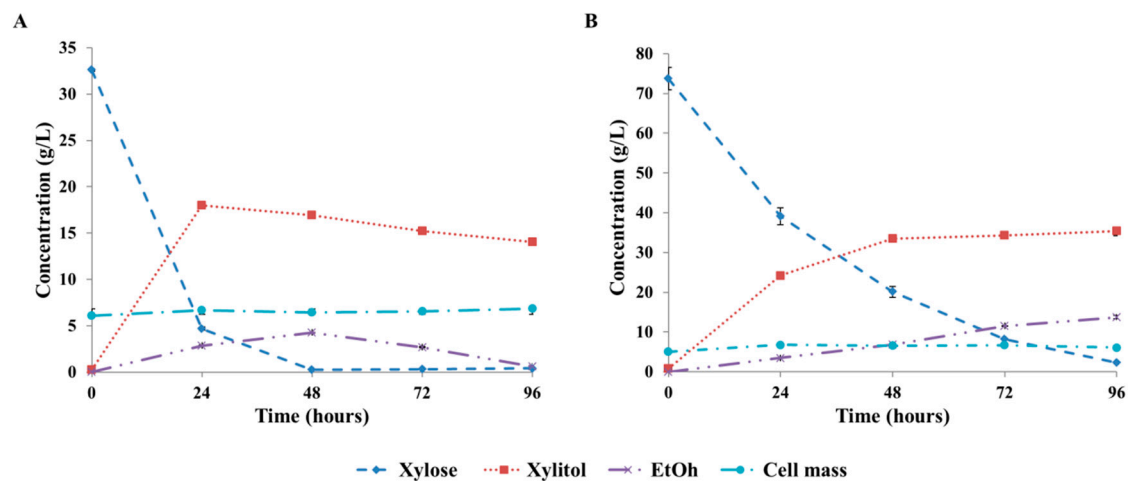 A
B
Concentration (g/L)
35
30
25
20
15
10
5
0
0 24 48 72 96
Time (hours)
Concentration (g/L)
80
70
60
50
40
30
20
10
0
0 24 48 72 96
Time (hours)
Xylose Xylitol EtOh Cell mass